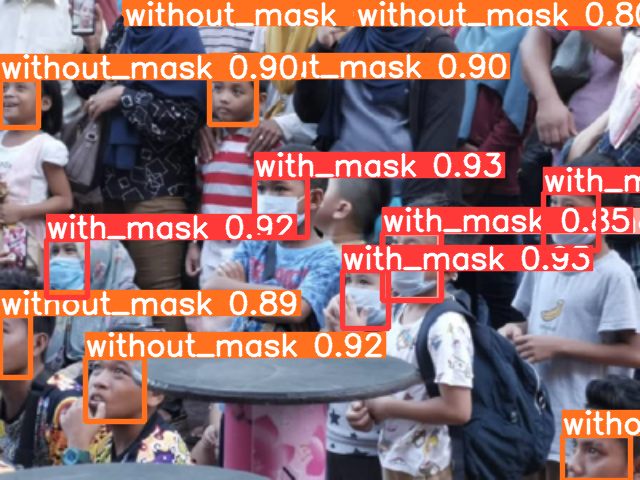 without_mask without_mask 0.80
without_mask 0.90 ut_mask 0.90
with_mask 0.93
with_m
with_mask 0.92 with_mask 0.85
with_mask 0.93
without_mask 0.89
without_mask 0.92
witho